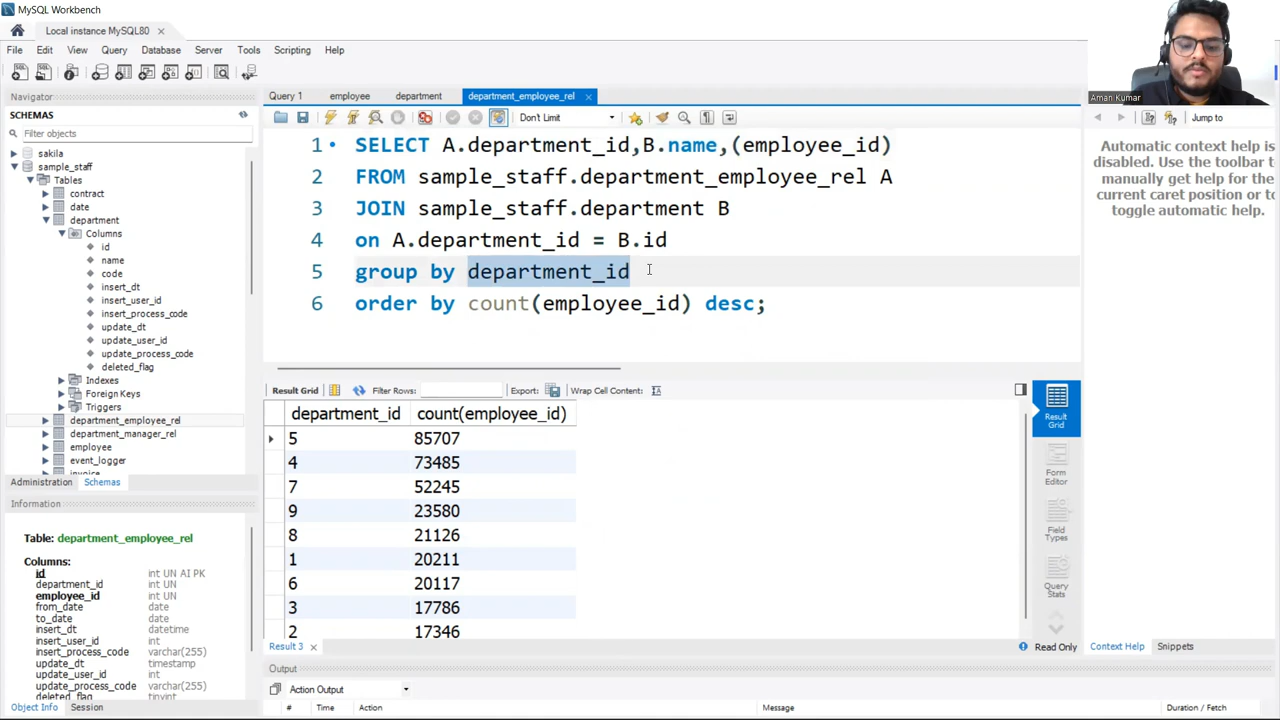 MySQL Workbench
Local instance MySQL80
File Edit View Query Database Server Tools Scripting Help
Navigator
SCHEMAS
Filter objects
sakila
sample_staff
Tables
contract
date
department
Columns
id
name
code
insert_dt
insert_user_id
insert_process_code
update_dt
update_user_id
update_process_code
deleted_flag
Indexes
Foreign Keys
Triggers
department_employee_rel
department_manager_rel
employee
event_logger
invoice
Administration Schemas
Information
Table: department_employee_rel
Columns:
id int UN AI PK
department_id int UN
employee_id int UN
from_date date
to_date date
insert_dt datetime
insert_user_id int
insert_process_code varchar(255)
update_dt timestamp
update_user_id int
update_process_code varchar(255)
deleted_flag tinyint
Object Info Session
Query 1 employee department department_employee_rel
Don't Limit
1 SELECT A.department_id,B.name,(employee_id)
2 FROM sample_staff.department_employee_rel A
3 JOIN sample_staff.department B
4 on A.department_id = B.id
5 group by department_id
6 order by count(employee_id) desc;
Result Grid Filter Rows: Export: Wrap Cell Content:
department_id count(employee_id)
5 85707
4 73485
7 52245
9 23580
8 21126
1 20211
6 20117
3 17786
2 17346
Result 3
Read Only
Output
Action Output
# Time Action Message Duration / Fetch
Result
Grid
Form
Editor
Field
Types
Query
Stats
Aman Kumar
Jump to
Automatic context help is
disabled. Use the toolbar t
manually get help for the
current caret position or to
toggle automatic help.
Context Help Snippets